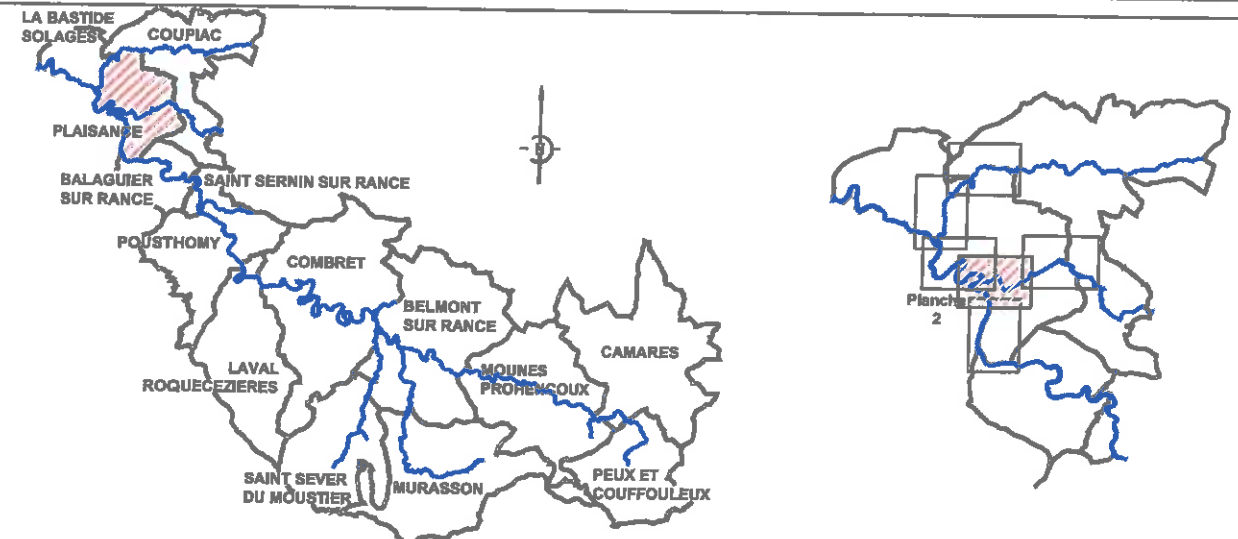 LA BASTIDE
SOLAGES
COUPIAC
PLAISANCE
BALAGUIER
SUR RANCE
SAINT SERNIN SUR RANCE
POUSTHOMY
COMBRET
BELMONT
SUR RANCE
LAVAL
ROQUECEZIERES
MOUNES
PROHENCOUX
CAMARES
SAINT SEVER
DU MOUSTIER
MURASSON
PEUX ET
COUFFOULEUX
N
Planche
2